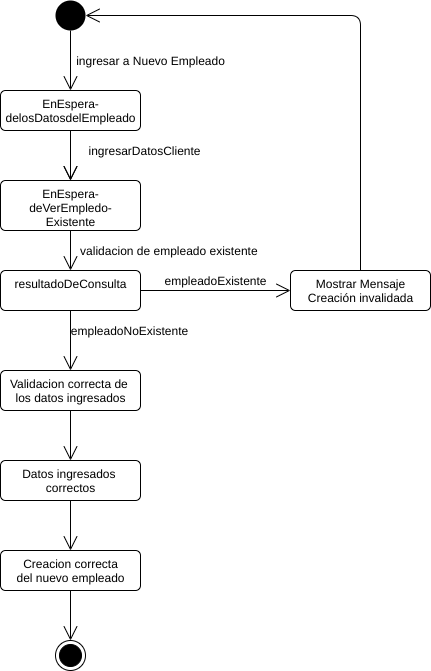 ingresar a Nuevo Empleado
EnEspera-
delosDatosdelEmpleado
ingresarDatosCliente
EnEspera-
deVerEmpledo-
Existente
validacion de empleado existente
resultadoDeConsulta
empleadoExistente
Mostrar Mensaje
Creación invalidada
empleadoNoExistente
Validacion correcta de
los datos ingresados
Datos ingresados
correctos
Creacion correcta
del nuevo empleado